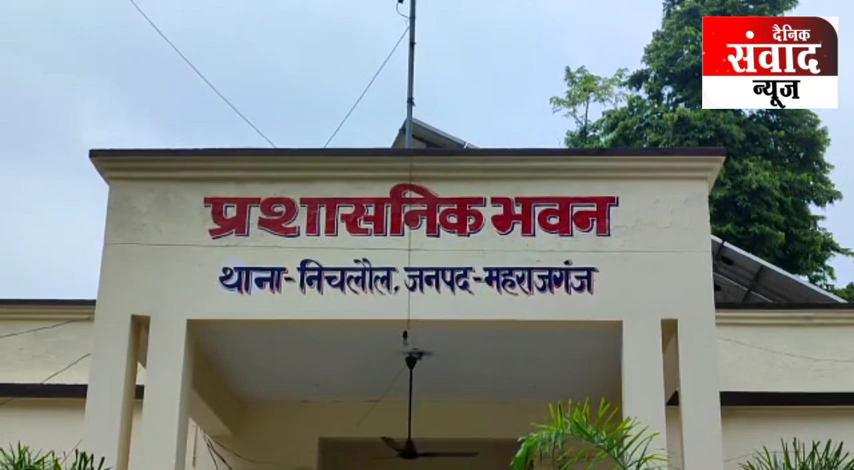 दैनिक
संवाद
न्यूज
प्रशासनिक भवन
थाना-निचलौल, जनपद-महराजगंज